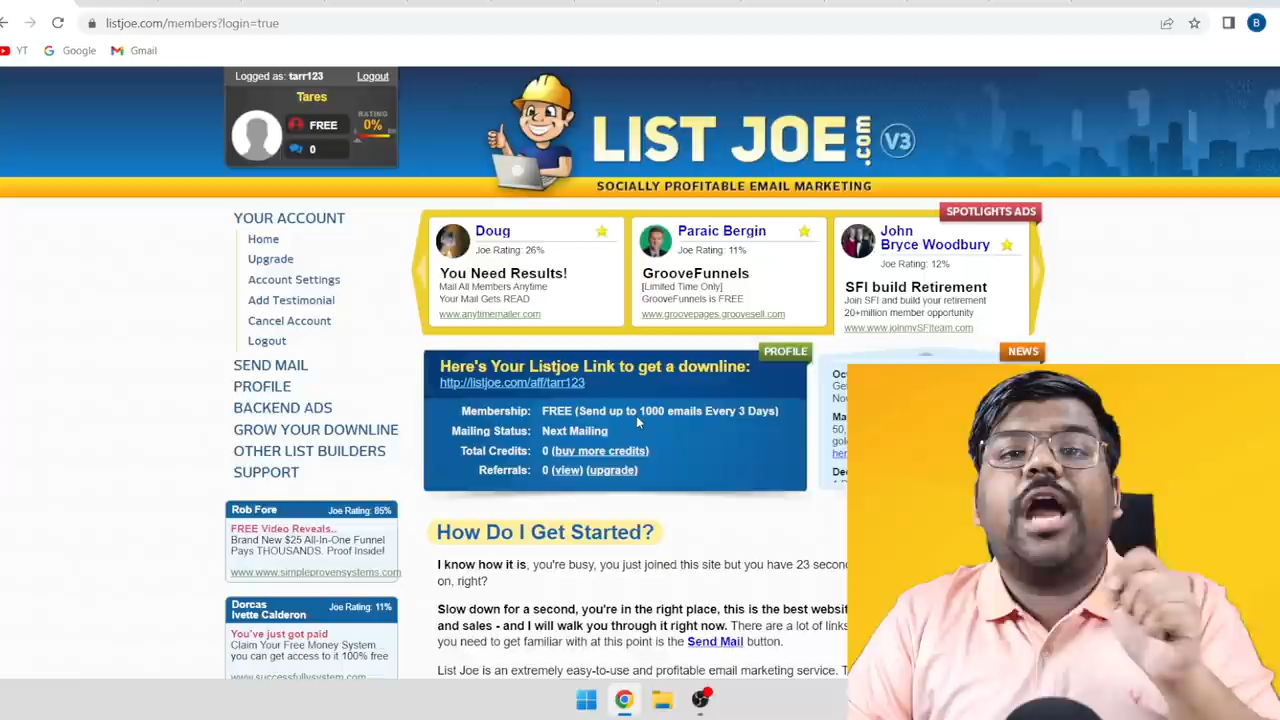 listjoe.com/members?login=true
B
YT
Google
Gmail
Logged as: tarr123 Logout
Tares
FREE
0
RATING
0%
LIST JOE.com V3
SOCIALLY PROFITABLE EMAIL MARKETING
SPOTLIGHTS ADS
YOUR ACCOUNT
Home
Upgrade
Account Settings
Add Testimonial
Cancel Account
Logout
SEND MAIL
PROFILE
BACKEND ADS
GROW YOUR DOWNLINE
OTHER LIST BUILDERS
SUPPORT
Doug
Joe Rating: 26%
You Need Results!
Mail All Members Anytime
Your Mail Gets READ
www.anytimemailer.com
Paraic Bergin
Joe Rating: 11%
GrooveFunnels
[Limited Time Only]
GrooveFunnels is FREE
www.groovepages.groovesell.com
John
Bryce Woodbury
Joe Rating: 12%
SFI build Retirement
Join SFI and build your retirement
20+million member opportunity
www.www.joinmySFIteam.com
PROFILE
Here's Your Listjoe Link to get a downline:
http://listjoe.com/aff/tarr123
Membership: FREE (Send up to 1000 emails Every 3 Days)
Mailing Status: Next Mailing
Total Credits: 0 (buy more credits)
Referrals: 0 (view) (upgrade)
NEWS
Rob Fore Joe Rating: 85%
FREE Video Reveals..
Brand New $25 All-In-One Funnel
Pays THOUSANDS. Proof Inside!
www.www.simpleprovensystems.com
Dorcas
Ivette Calderon Joe Rating: 11%
You've just got paid
Claim Your Free Money System...
you can get access to it 100% free
www.successfullysystem.com
How Do I Get Started?
I know how it is, you're busy, you just joined this site but you have 23 second
on, right?
Slow down for a second, you're in the right place, this is the best websit
and sales - and I will walk you through it right now. There are a lot of links
you need to get familiar with at this point is the Send Mail button.
List Joe is an extremely easy-to-use and profitable email marketing service. T